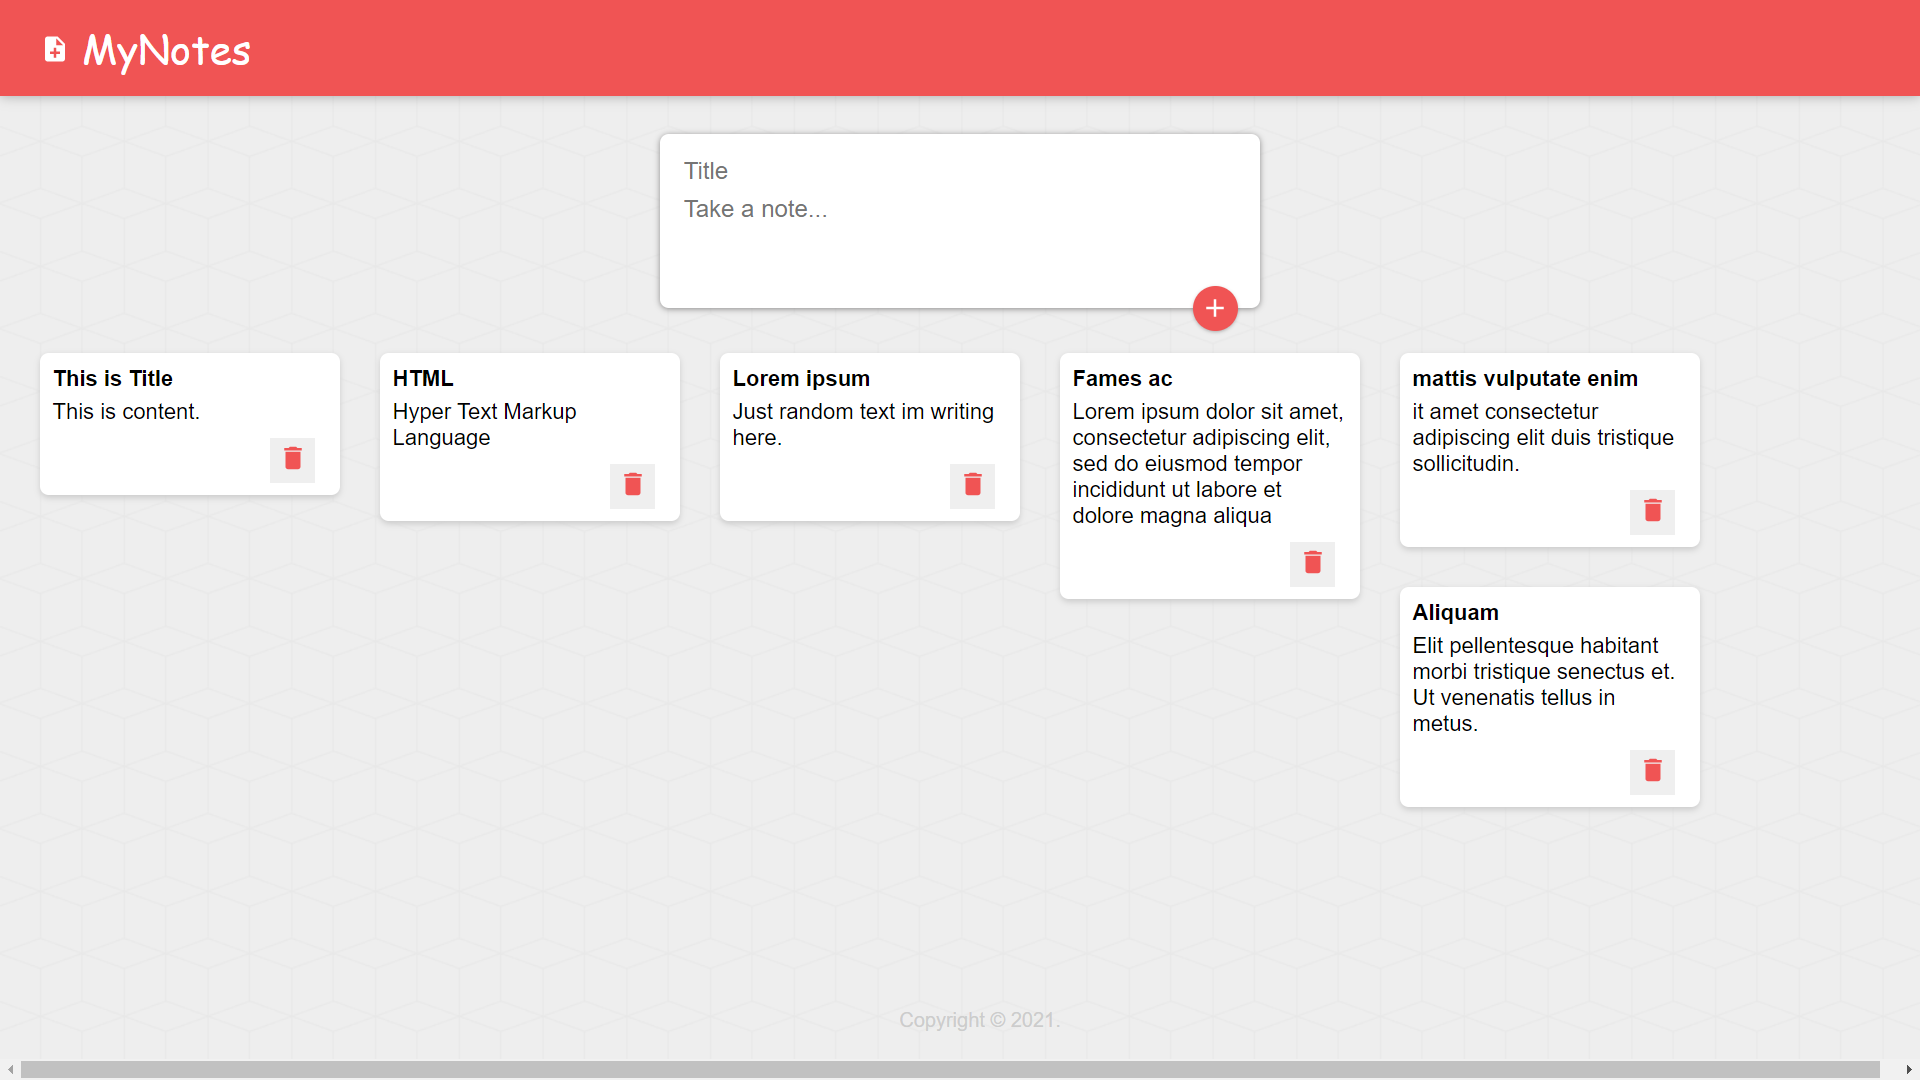 MyNotes
Title
Take a note...
This is Title
This is content.
HTML
Hyper Text Markup
Language
Lorem ipsum
Just random text im writing
here.
Fames ac
Lorem ipsum dolor sit amet,
consectetur adipiscing elit,
sed do eiusmod tempor
incididunt ut labore et
dolore magna aliqua
mattis vulputate enim
it amet consectetur
adipiscing elit duis tristique
sollicitudin.
Aliquam
Elit pellentesque habitant
morbi tristique senectus et.
Ut venenatis tellus in
metus.
Copyright © 2021.